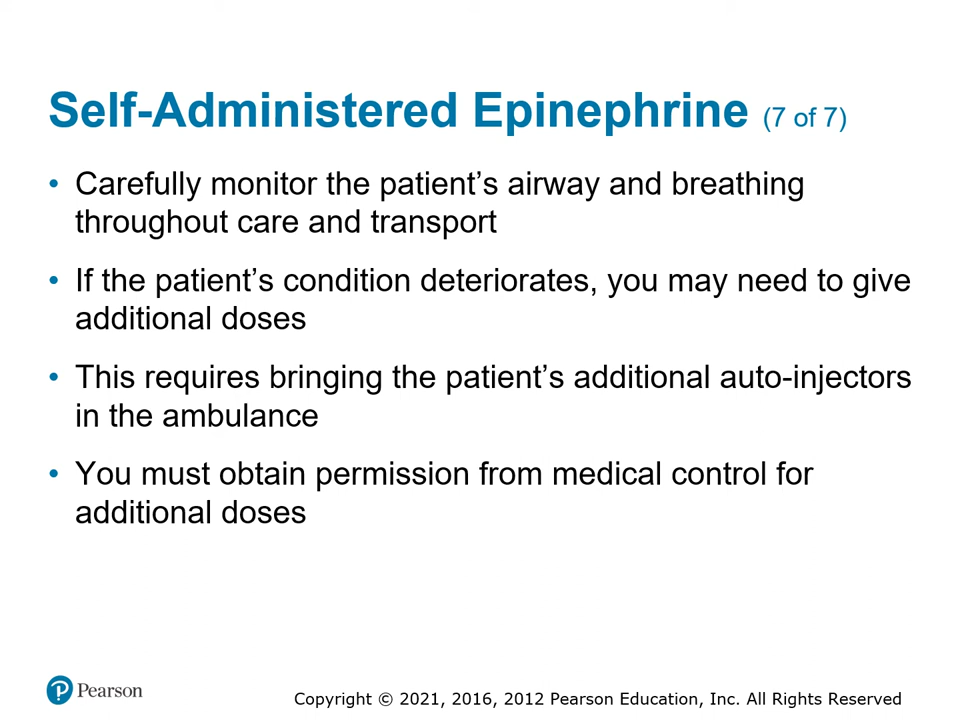 Self-Administered Epinephrine (7 of 7)
• Carefully monitor the patient’s airway and breathing
throughout care and transport
• If the patient’s condition deteriorates, you may need to give
additional doses
• This requires bringing the patient’s additional auto-injectors
in the ambulance
• You must obtain permission from medical control for
additional doses
Pearson
Copyright © 2021, 2016, 2012 Pearson Education, Inc. All Rights Reserved